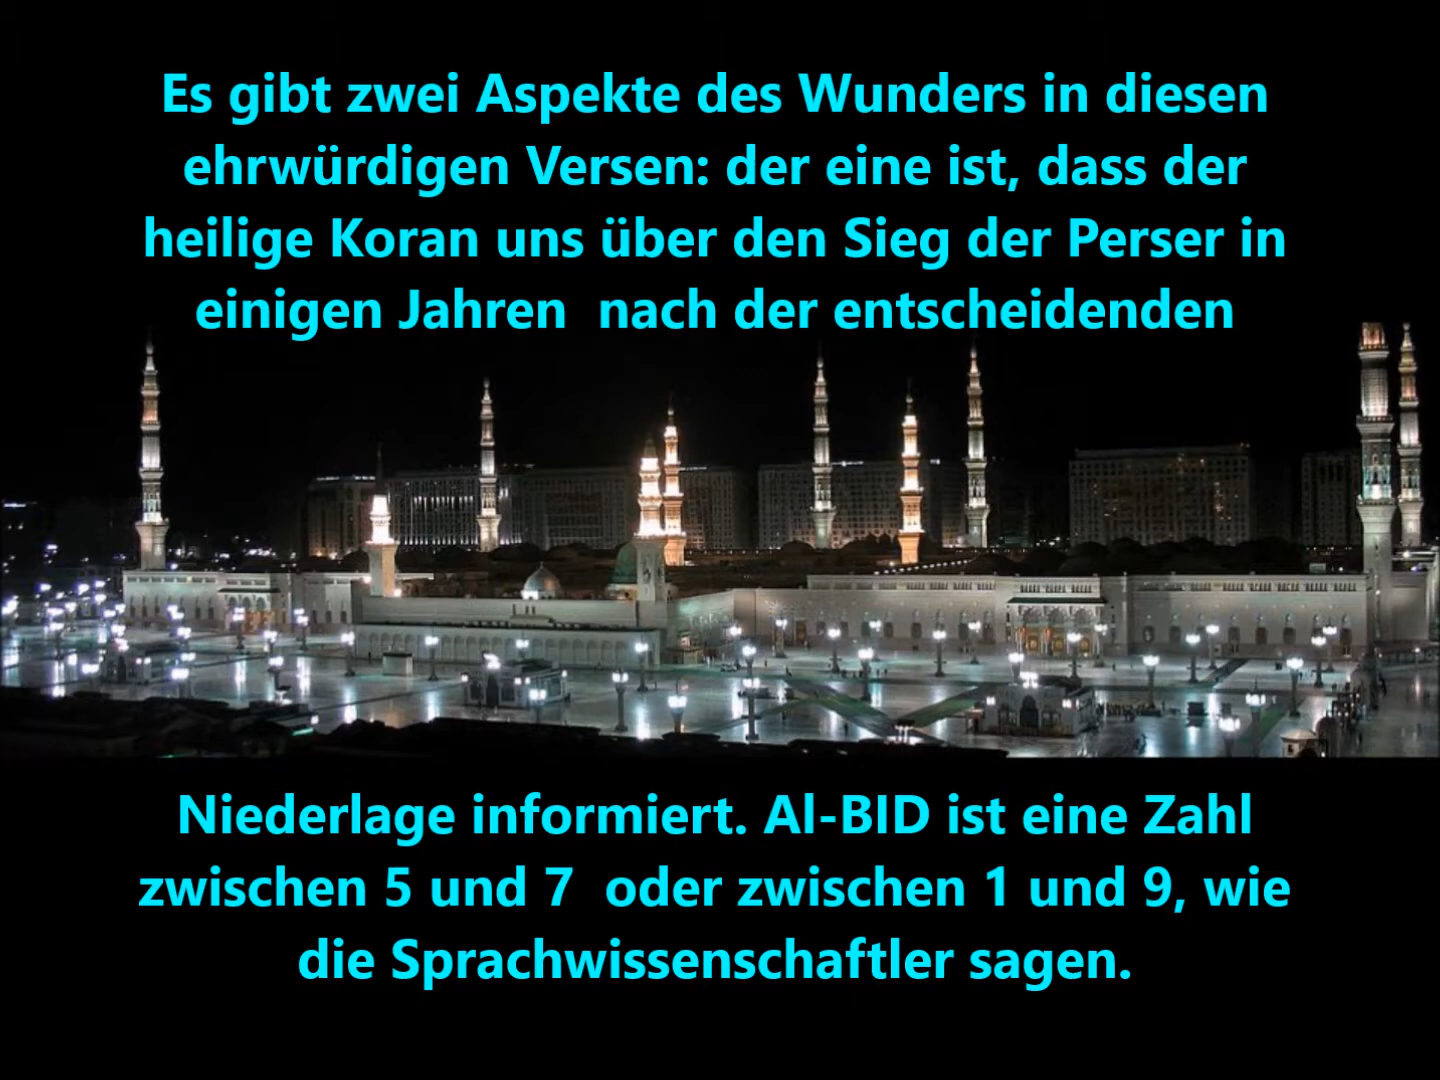 Es gibt zwei Aspekte des Wunders in diesen
ehrwürdigen Versen: der eine ist, dass der
heilige Koran uns über den Sieg der Perser in
einigen Jahren  nach der entscheidenden
Niederlage informiert. Al-BID ist eine Zahl
zwischen 5 und 7  oder zwischen 1 und 9, wie
die Sprachwissenschaftler sagen.